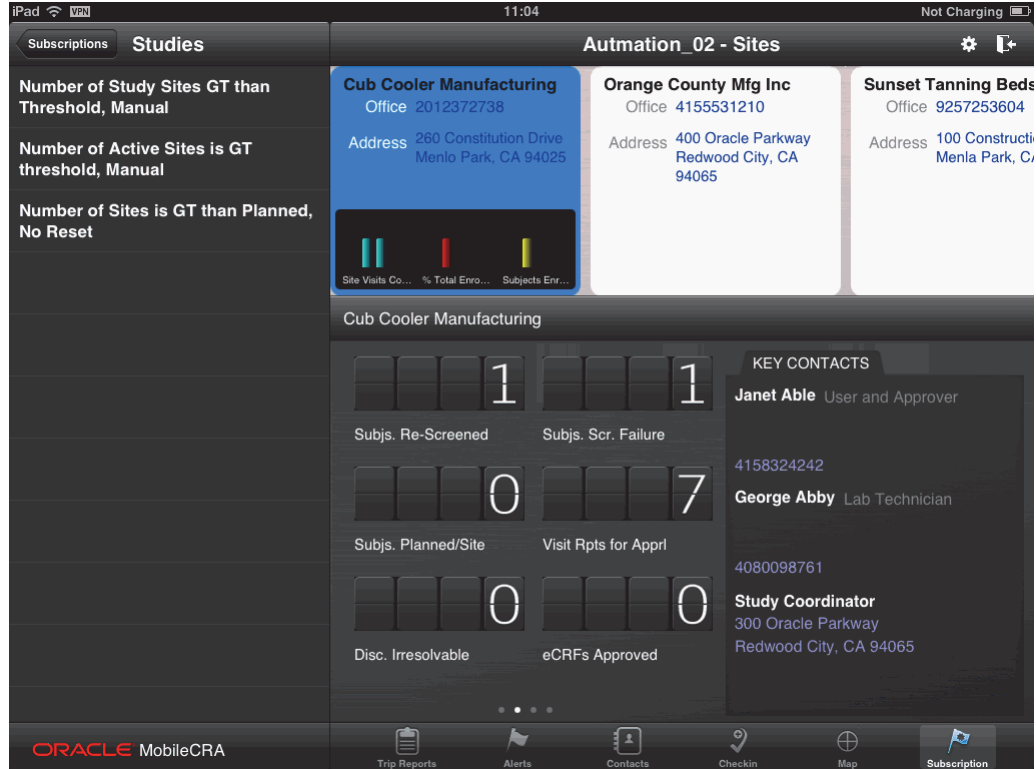 iPad VPN 11:04 Not Charging
Subscriptions Studies
Autmation_02 - Sites
Number of Study Sites GT than
Threshold, Manual
Number of Active Sites is GT
threshold, Manual
Number of Sites is GT than Planned,
No Reset
Cub Cooler Manufacturing
Office 2012372738
Address 260 Constitution Drive
Menlo Park, CA 94025
Site Visits Co... % Total Enro... Subjects Enr...
Orange County Mfg Inc
Office 4155531210
Address 400 Oracle Parkway
Redwood City, CA
94065
Sunset Tanning Beds
Office 9257253604
Address 100 Constructi
Menla Park, CA
Cub Cooler Manufacturing
1 1
Subjs. Re-Screened Subjs. Scr. Failure
0 7
Subjs. Planned/Site Visit Rpts for Apprl
0 0
Disc. Irresolvable eCRFs Approved
KEY CONTACTS
Janet Able User and Approver
4158324242
George Abby Lab Technician
4080098761
Study Coordinator
300 Oracle Parkway
Redwood City, CA 94065
ORACLE MobileCRA
Trip Reports Alerts Contacts Checkin Map Subscription